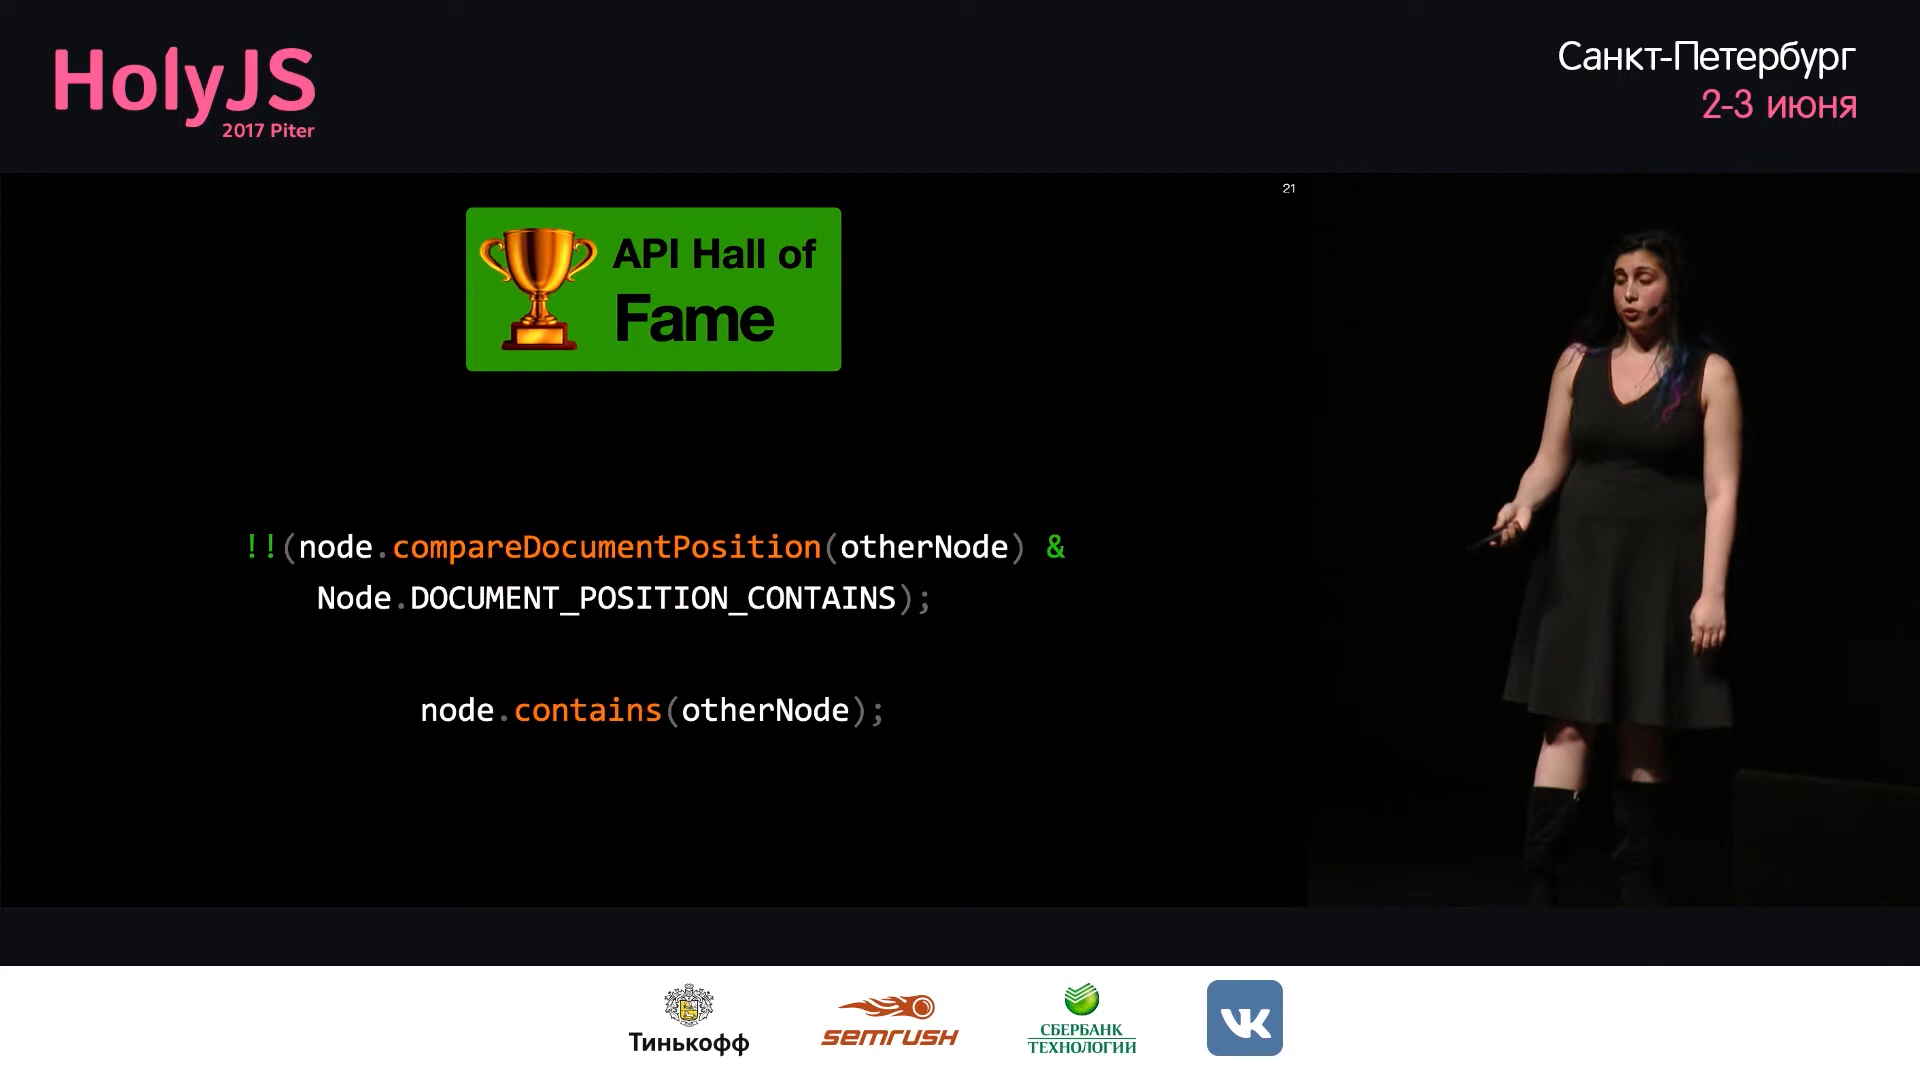 HolyJS
2017 Piter
Санкт-Петербург
2-3 июня
21
API Hall of
Fame
!!(node.compareDocumentPosition(otherNode) &
Node.DOCUMENT_POSITION_CONTAINS);
node.contains(otherNode);
Тинькофф
semrush
СБЕРБАНК
ТЕХНОЛОГИИ
VK